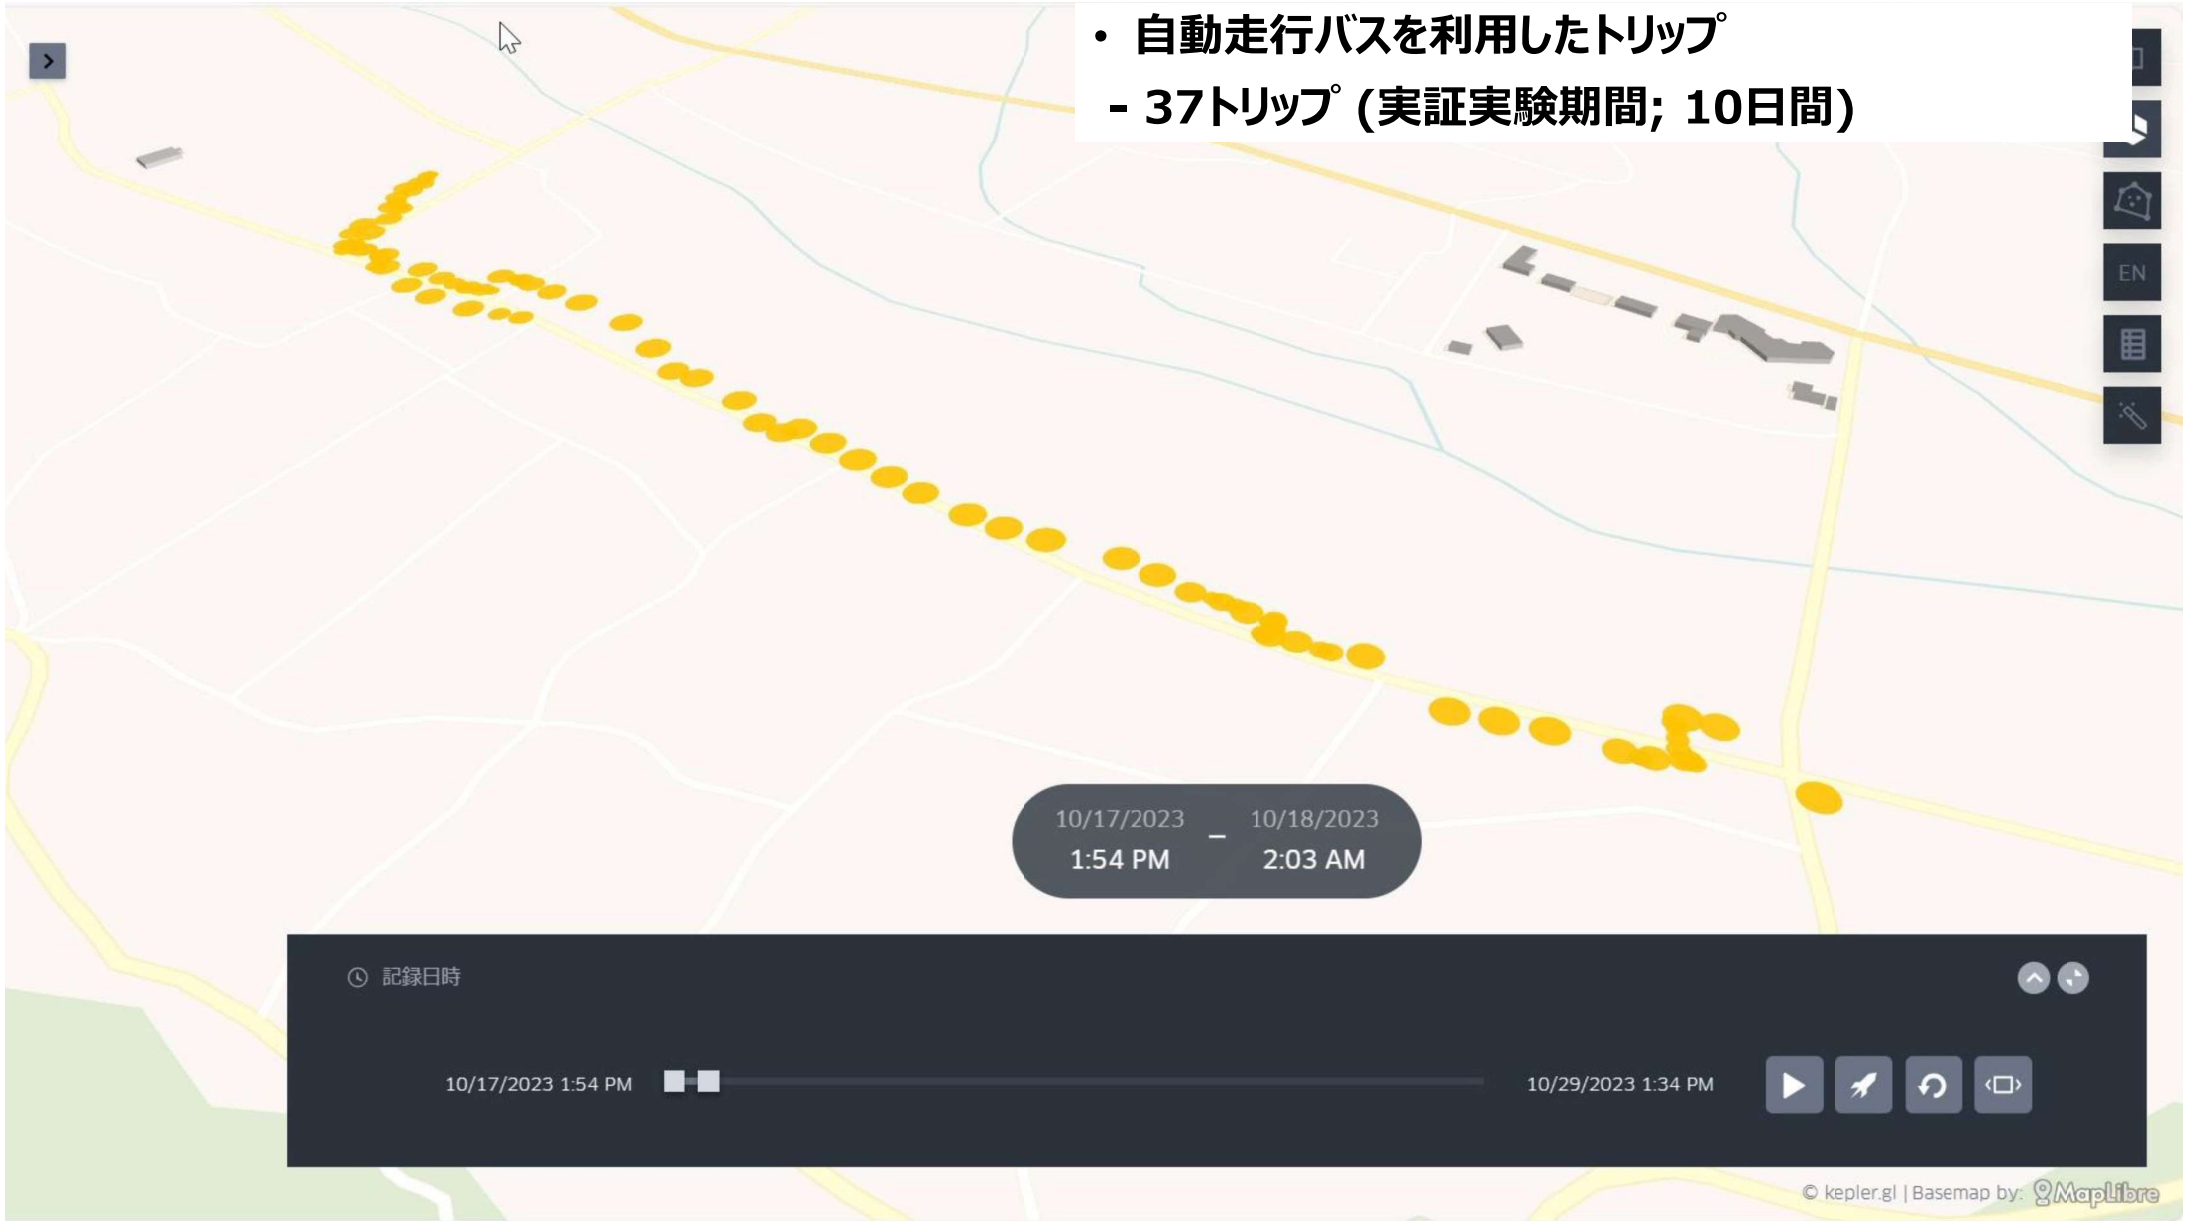 • 自動走行バスを利用したトリップ
- 37トリップ (実証実験期間; 10日間)
EN
10/17/2023 – 10/18/2023
1:54 PM 2:03 AM
記録日時
10/17/2023 1:54 PM
10/29/2023 1:34 PM
© kepler.gl | Basemap by: MapLibre